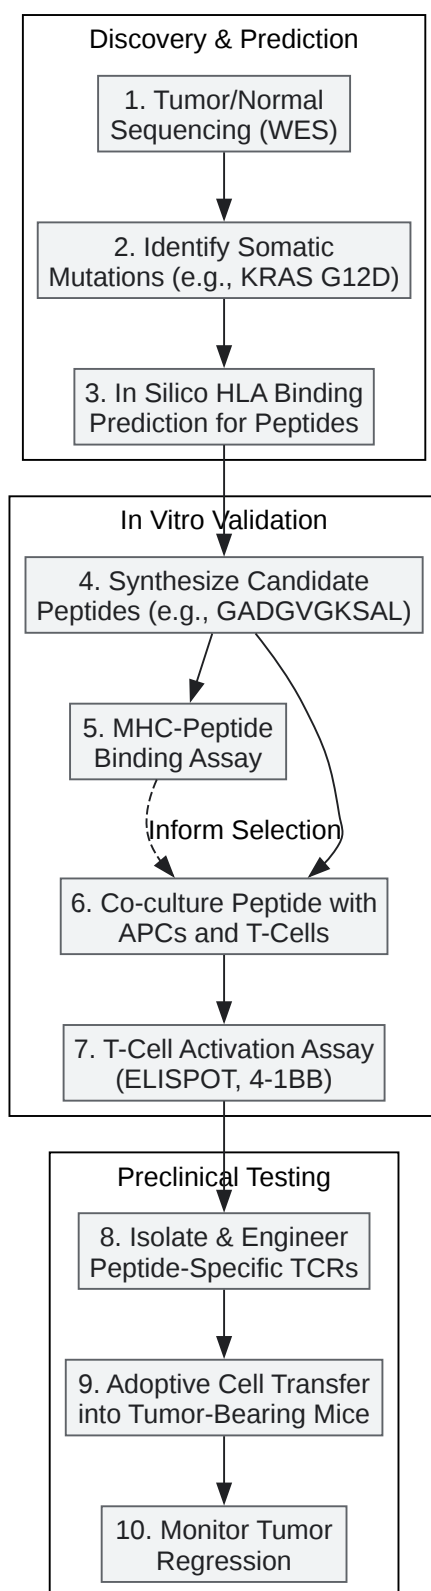 Discovery & Prediction
1. Tumor/Normal
Sequencing (WES)
2. Identify Somatic
Mutations (e.g., KRAS G12D)
3. In Silico HLA Binding
Prediction for Peptides
In Vitro Validation
4. Synthesize Candidate
Peptides (e.g., GADGVGKSAL)
5. MHC-Peptide
Binding Assay
Inform Selection
6. Co-culture Peptide with
APCs and T-Cells
7. T-Cell Activation Assay
(ELISPOT, 4-1BB)
Preclinical Testing
8. Isolate & Engineer
Peptide-Specific TCRs
9. Adoptive Cell Transfer
into Tumor-Bearing Mice
10. Monitor Tumor
Regression